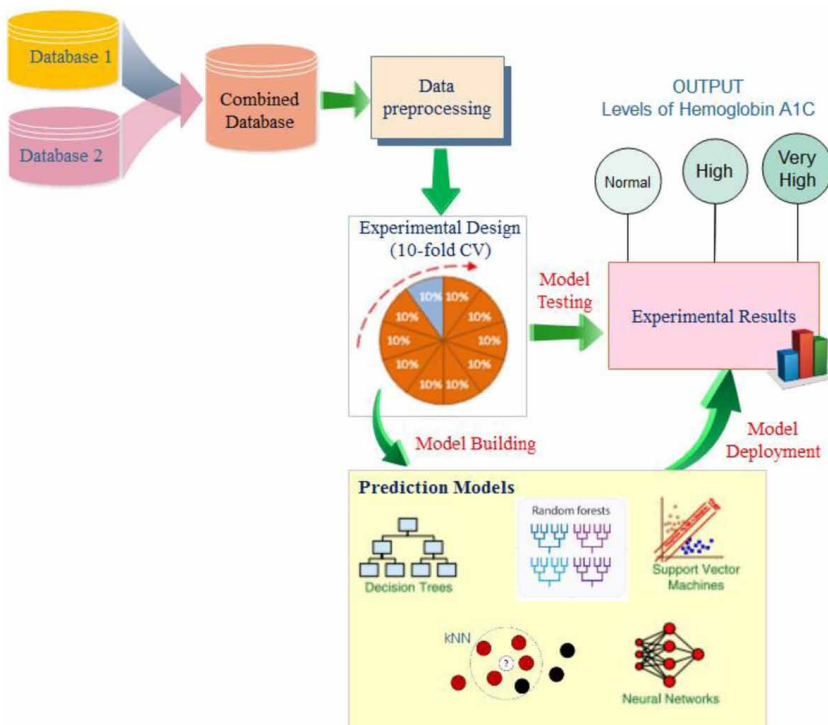 Database 1
Database 2
Combined
Database
Data
preprocessing
OUTPUT
Levels of Hemoglobin A1C
Normal
High
Very
High
Experimental Design
(10-fold CV)
10%
10%
10%
10%
10%
10%
10%
10%
10%
10%
Model
Testing
Experimental Results
Model Building
Model
Deployment
Prediction Models
Decision Trees
Random forests
Support Vector
Machines
kNN
?
Neural Networks